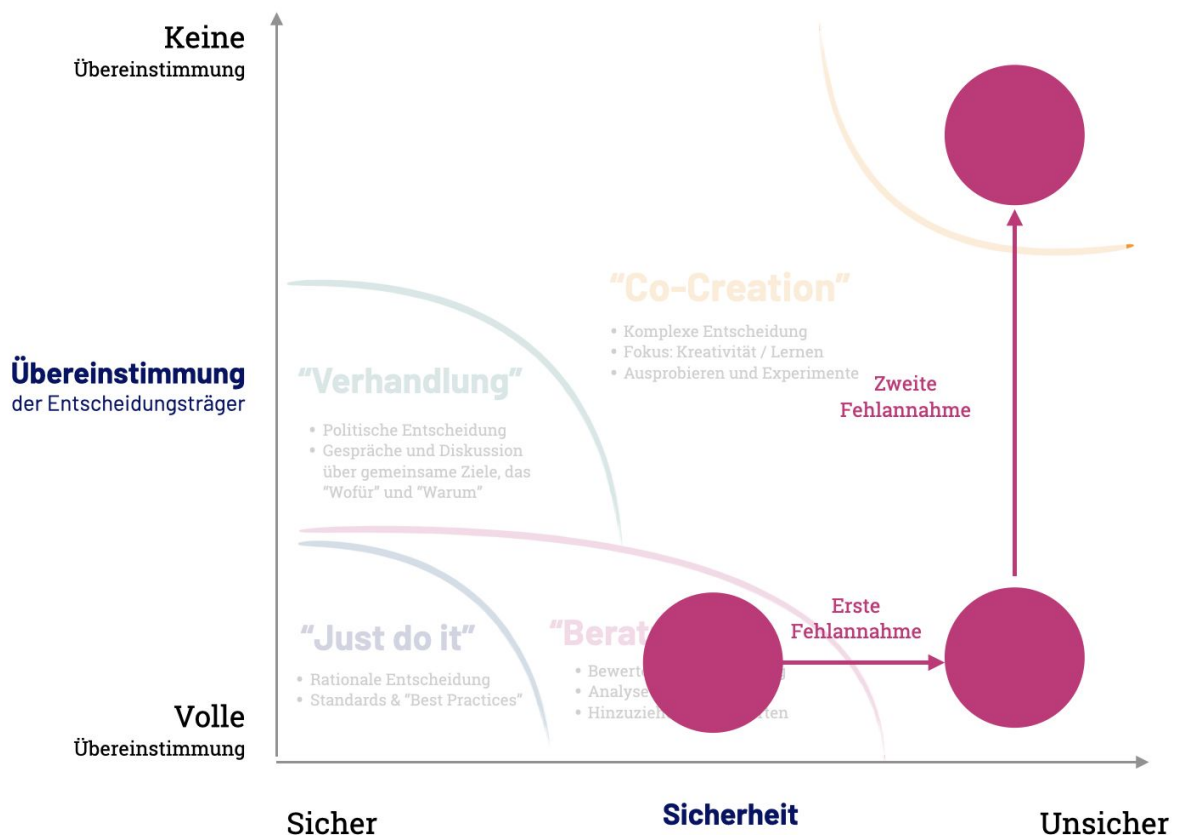 Keine
Übereinstimmung
"Co-Creation"
• Komplexe Entscheidung
• Fokus: Kreativität / Lernen
• Ausprobieren und Experimente
Übereinstimmung
der Entscheidungsträger
"Verhandlung"
• Politische Entscheidung
• Gespräche und Diskussion
über gemeinsame Ziele, das
"Wofür" und "Warum"
Zweite
Fehlannahme
Erste
Fehlannahme
"Just do it"
• Rationale Entscheidung
• Standards & "Best Practices"
Volle
Übereinstimmung
Sicher
Sicherheit
Unsicher